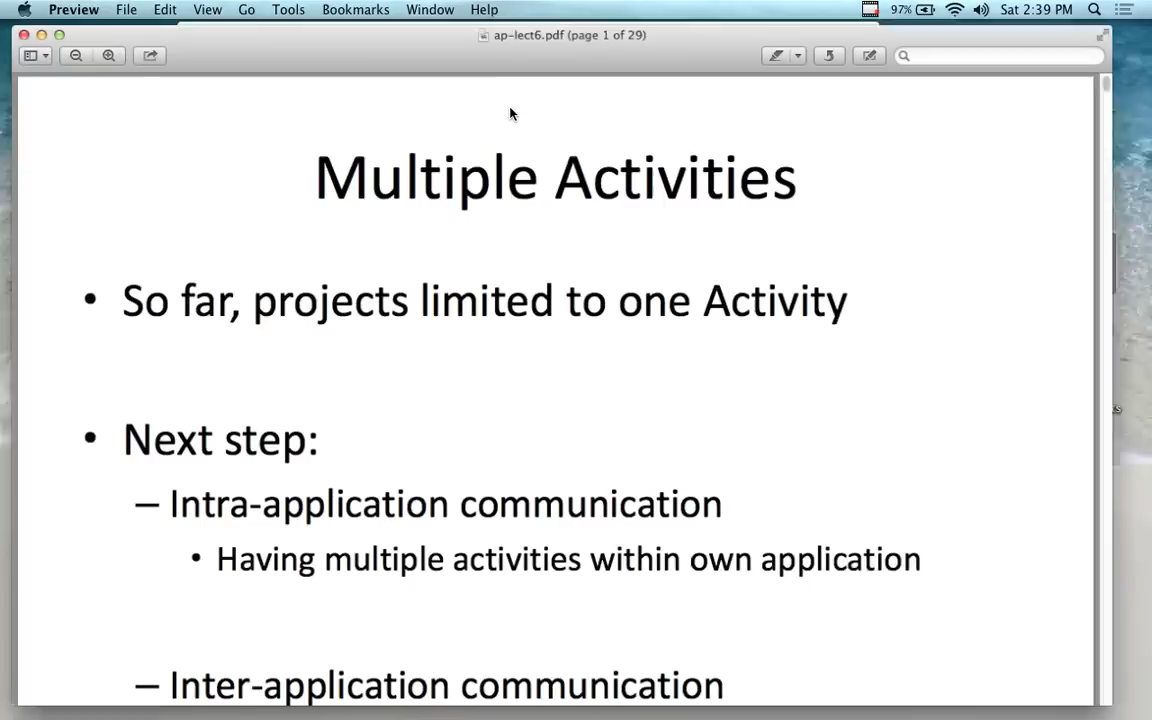 Preview File Edit View Go Tools Bookmarks Window Help 97% Sat 2:39 PM
ap-lect6.pdf (page 1 of 29)
Multiple Activities
• So far, projects limited to one Activity
• Next step:
– Intra-application communication
• Having multiple activities within own application
– Inter-application communication